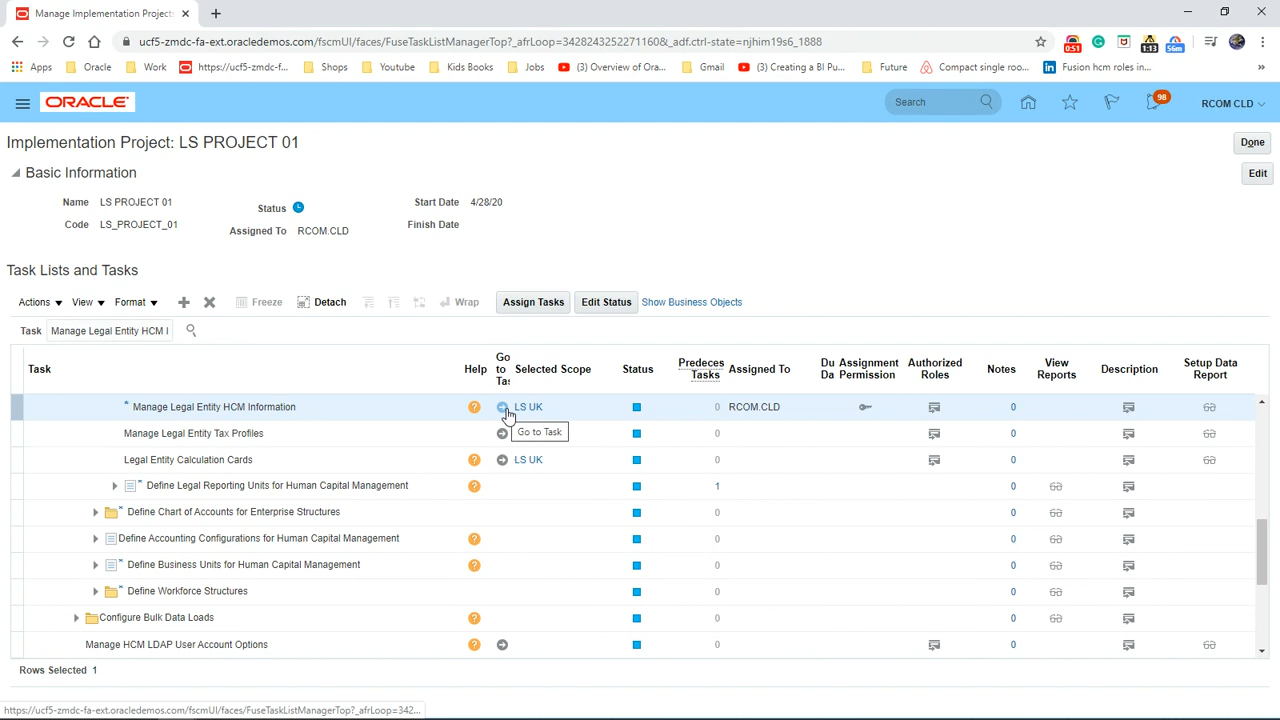 Manage Implementation Project:
ucf5-zmdc-fa-ext.oracledemos.com/fscmUI/faces/FuseTaskListManagerTop?_afrLoop=3428243252271160&_adf.ctrl-state=njhim19s6_1888
0:51 1:13 56m
Apps Oracle Work https://ucf5-zmdc-f... Shops Youtube Kids Books Jobs (3) Overview of Ora... Gmail (3) Creating a BI Pu... Future Compact single roo... Fusion hcm roles in... »
ORACLE Search 98 RCOM CLD
Implementation Project: LS PROJECT 01 Done
Basic Information Edit
Name LS PROJECT 01 Status Start Date 4/28/20
Code LS_PROJECT_01 Assigned To RCOM.CLD Finish Date
Task Lists and Tasks
Actions View Format Freeze Detach Wrap Assign Tasks Edit Status Show Business Objects
Task Manage Legal Entity HCM I
Task Help Go to Tas Selected Scope Status Predeces Tasks Assigned To Du Da Assignment Permission Authorized Roles Notes View Reports Description Setup Data Report
* Manage Legal Entity HCM Information ? LS UK 0 RCOM.CLD 0
Go to Task
Manage Legal Entity Tax Profiles 0 0
Legal Entity Calculation Cards ? LS UK 0 0
* Define Legal Reporting Units for Human Capital Management ? 1 0
* Define Chart of Accounts for Enterprise Structures 0 0
Define Accounting Configurations for Human Capital Management ? 0 0
* Define Business Units for Human Capital Management ? 0 0
* Define Workforce Structures 0 0
Configure Bulk Data Loads ? 0 0
Manage HCM LDAP User Account Options ? 0 0
Rows Selected 1
https://ucf5-zmdc-fa-ext.oracledemos.com/fscmUI/faces/FuseTaskListManagerTop?_afrLoop=342...